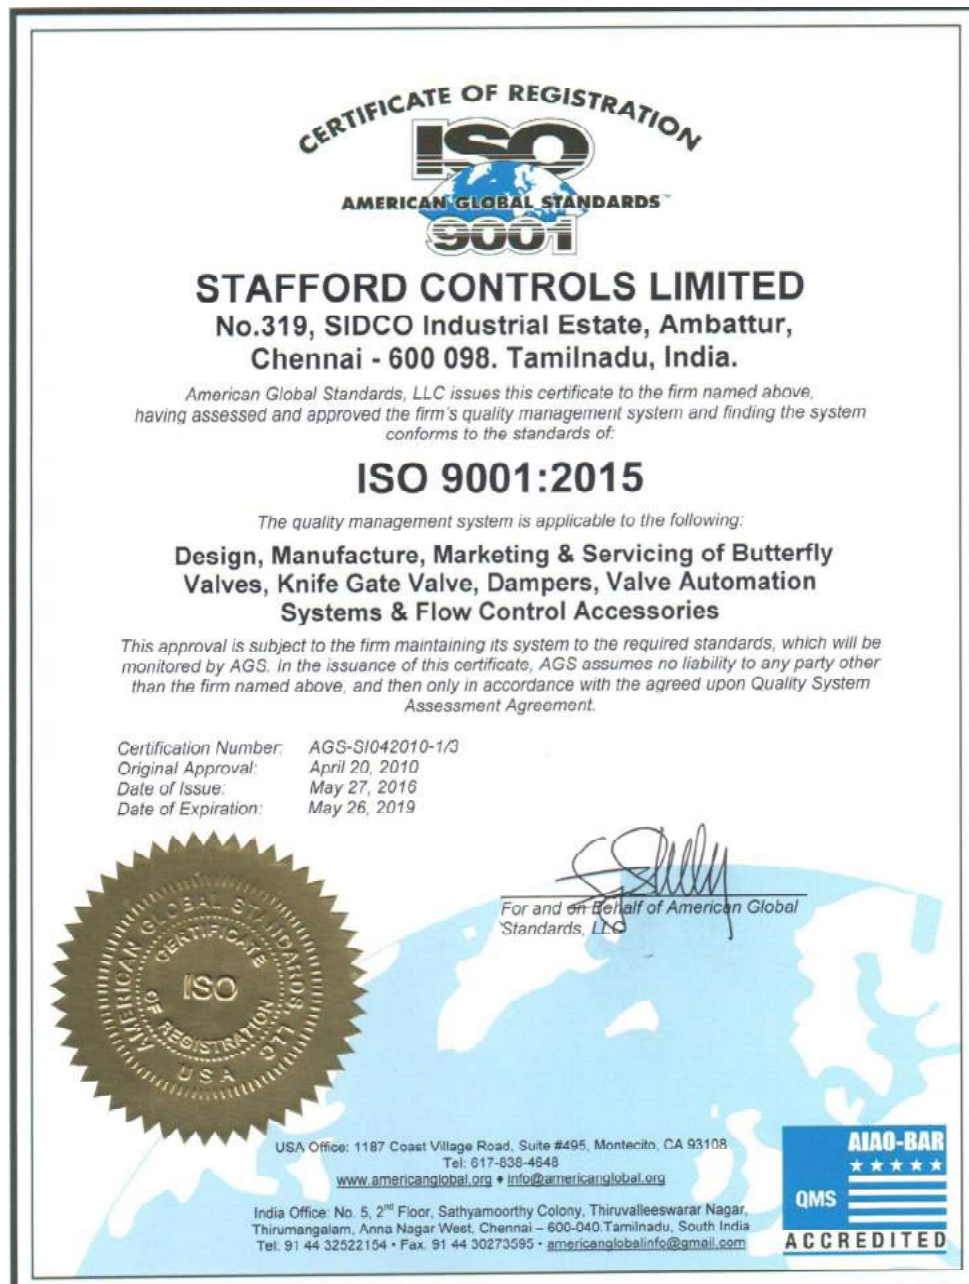 CERTIFICATE OF REGISTRATION
ISO
AMERICAN GLOBAL STANDARDS™
9001
STAFFORD CONTROLS LIMITED
No.319, SIDCO Industrial Estate, Ambattur,
Chennai - 600 098. Tamilnadu, India.
American Global Standards, LLC issues this certificate to the firm named above,
having assessed and approved the firm's quality management system and finding the system
conforms to the standards of:
ISO 9001:2015
The quality management system is applicable to the following:
Design, Manufacture, Marketing & Servicing of Butterfly
Valves, Knife Gate Valve, Dampers, Valve Automation
Systems & Flow Control Accessories
This approval is subject to the firm maintaining its system to the required standards, which will be
monitored by AGS. In the issuance of this certificate, AGS assumes no liability to any party other
than the firm named above, and then only in accordance with the agreed upon Quality System
Assessment Agreement.
Certification Number: AGS-SI042010-1/3
Original Approval: April 20, 2010
Date of Issue: May 27, 2016
Date of Expiration: May 26, 2019
For and on Behalf of American Global
Standards, LLC
AMERICAN GLOBAL STANDARDS, LLC
CERTIFICATE
ISO
OF REGISTRATION
USA
USA Office: 1187 Coast Village Road, Suite #495, Montecito, CA 93108
Tel: 617-838-4648
www.americanglobal.org ♦ info@americanglobal.org
India Office: No. 5, 2nd Floor, Sathyamoorthy Colony, Thiruvalleeswarar Nagar,
Thirumangalam, Anna Nagar West, Chennai – 600-040 Tamilnadu, South India
Tel: 91 44 32522154 • Fax: 91 44 30273595 • americanglobalinfo@gmail.com
AIAO-BAR
QMS
ACCREDITED